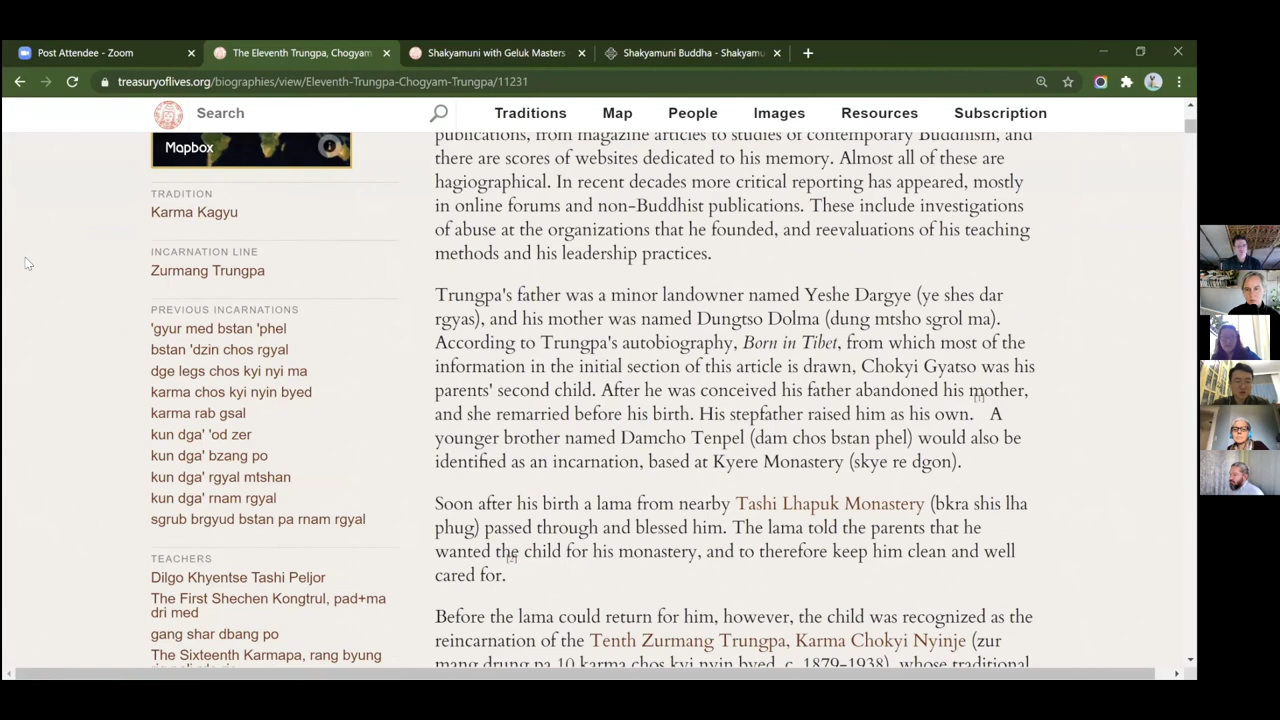 Post Attendee - Zoom
The Eleventh Trungpa, Chogyam
Shakyamuni with Geluk Masters
Shakyamuni Buddha - Shakyamu
treasuryoflives.org/biographies/view/Eleventh-Trungpa-Chogyam-Trungpa/11231
Search
Traditions
Map
People
Images
Resources
Subscription
Mapbox
TRADITION
Karma Kagyu
INCARNATION LINE
Zurmang Trungpa
PREVIOUS INCARNATIONS
'gyur med bstan 'phel
bstan 'dzin chos rgyal
dge legs chos kyi nyi ma
karma chos kyi nyin byed
karma rab gsal
kun dga' 'od zer
kun dga' bzang po
kun dga' rgyal mtshan
kun dga' rnam rgyal
sgrub brgyud bstan pa rnam rgyal
TEACHERS
Dilgo Khyentse Tashi Peljor
The First Shechen Kongtrul, pad+ma
dri med
gang shar dbang po
The Sixteenth Karmapa, rang byung
publications, from magazine articles to studies of contemporary Buddhism, and
there are scores of websites dedicated to his memory. Almost all of these are
hagiographical. In recent decades more critical reporting has appeared, mostly
in online forums and non-Buddhist publications. These include investigations
of abuse at the organizations that he founded, and reevaluations of his teaching
methods and his leadership practices.
Trungpa's father was a minor landowner named Yeshe Dargye (ye shes dar
rgyas), and his mother was named Dungtso Dolma (dung mtsho sgrol ma).
According to Trungpa's autobiography, Born in Tibet, from which most of the
information in the initial section of this article is drawn, Chokyi Gyatso was his
parents' second child. After he was conceived his father abandoned his mother,
and she remarried before his birth. His stepfather raised him as his own. [1] A
younger brother named Damcho Tenpel (dam chos bstan phel) would also be
identified as an incarnation, based at Kyere Monastery (skye re dgon).
Soon after his birth a lama from nearby Tashi Lhapuk Monastery (bkra shis lha
phug) passed through and blessed him. The lama told the parents that he
wanted the child for his monastery, and to therefore keep him clean and well
cared for. [2]
Before the lama could return for him, however, the child was recognized as the
reincarnation of the Tenth Zurmang Trungpa, Karma Chokyi Nyinje (zur
mang drung pa 10 karma chos kyi nyin byed, c. 1879-1938), whose traditional